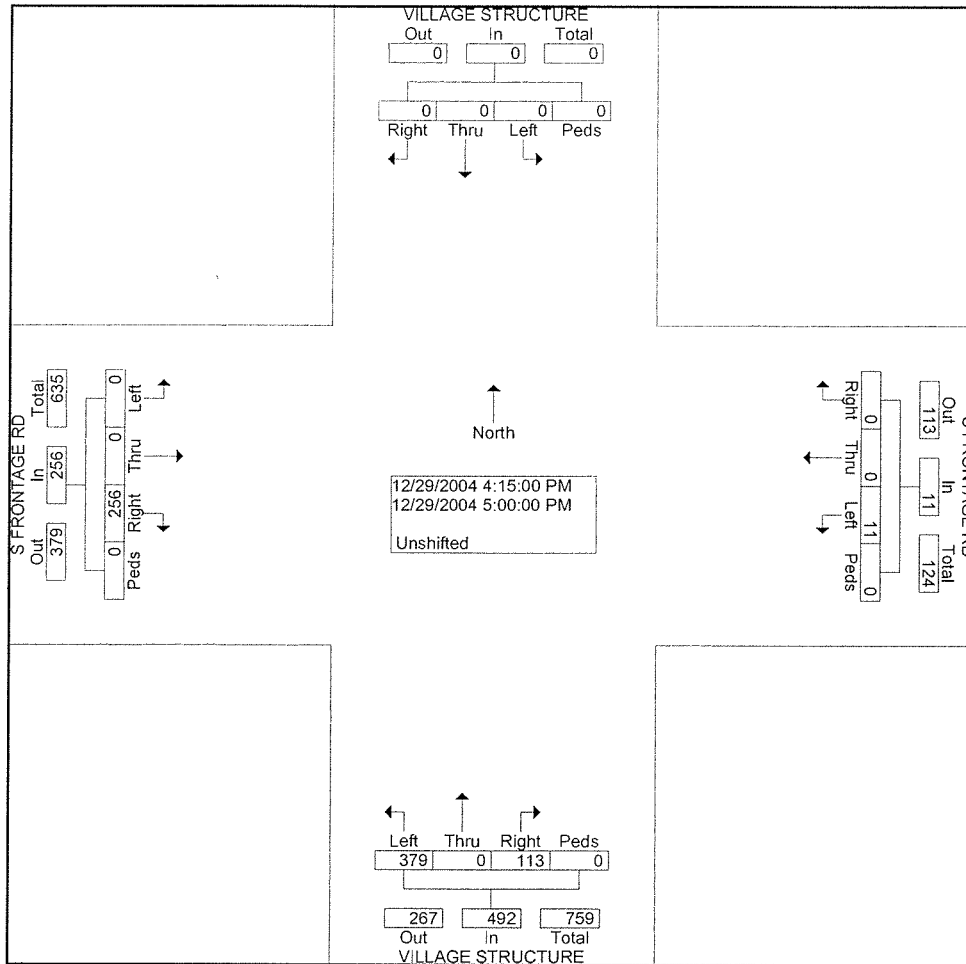 VILLAGE STRUCTURE
Out In Total
0 0 0
0 0 0 0
Right Thru Left Peds
S FRONTAGE RD
Total In Out
635 256 379
0 0 256 0
Left Thru Right Peds
North
12/29/2004 4:15:00 PM
12/29/2004 5:00:00 PM
Unshifted
Right Thru Left Peds
0 0 11 0
113 11 124
Out In Total
FRONTAGE RD
Left Thru Right Peds
379 0 113 0
267 492 759
Out In Total
VILLAGE STRUCTURE